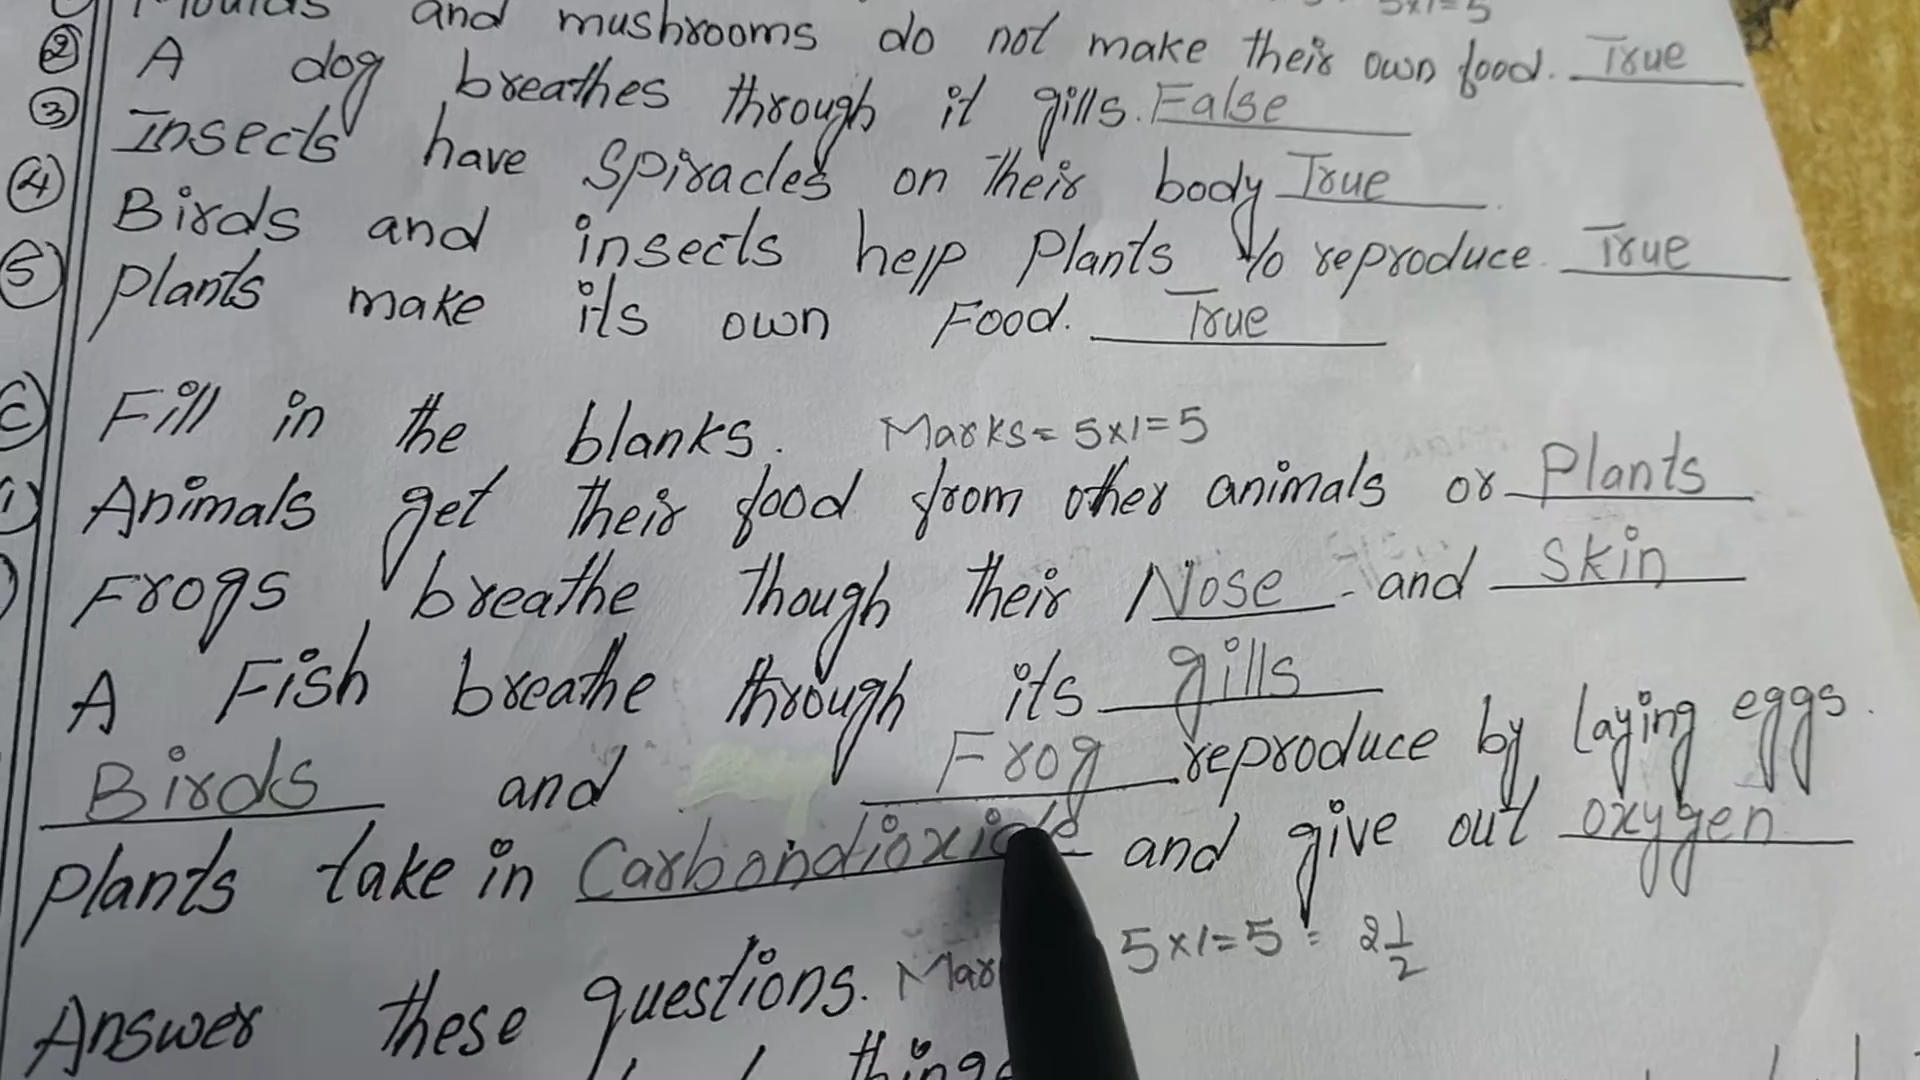 5x1=5
and mushrooms do not make their own food. True
② A dog breathes through it gills. False
③ Insects have Spiracles on their body True
④ Birds and insects help Plants to reproduce. True
⑤ Plants make its own Food. True
C Fill in the blanks. Marks= 5x1=5
1 Animals get their food from other animals or Plants
Frogs breathe though their Nose - and Skin
A Fish breathe through its gills
Birds and Frog reproduce by laying eggs.
Plants take in Carbondioxide and give out oxygen
Answer these questions. 5x1=5 = 2 1/2